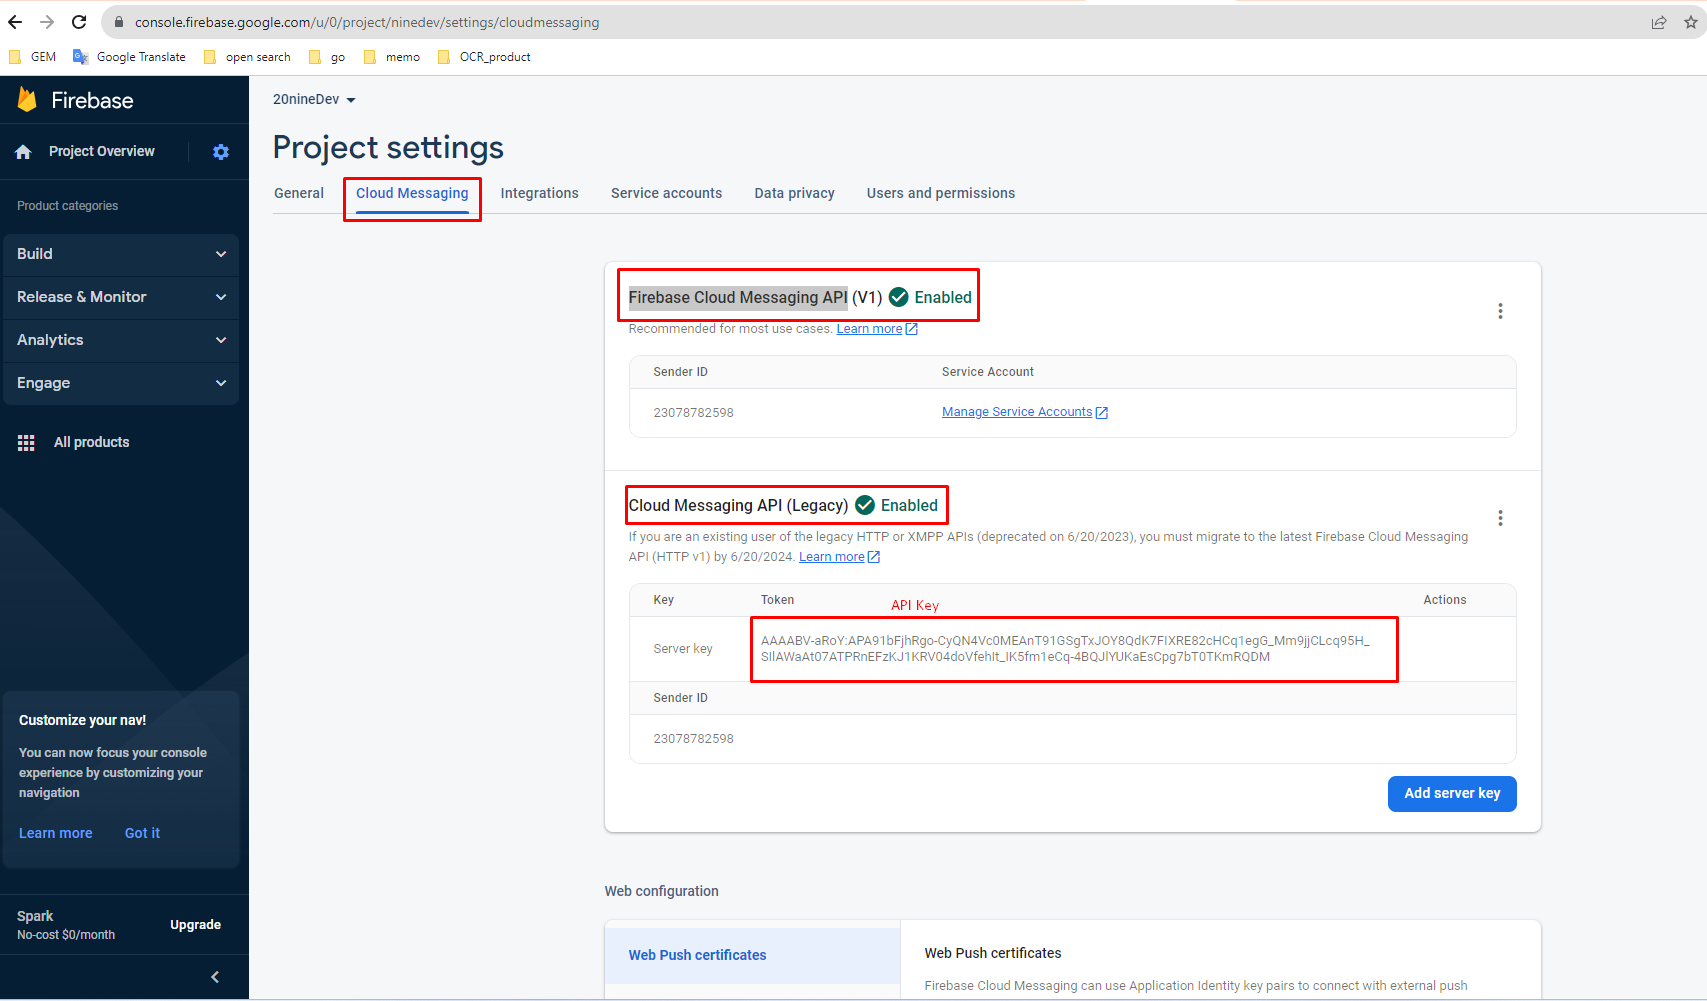 console.firebase.google.com/u/0/project/ninedev/settings/cloudmessaging
GEM Google Translate open search go memo OCR_product
Firebase
Project Overview
Product categories
Build
Release & Monitor
Analytics
Engage
All products
Customize your nav!
You can now focus your console
experience by customizing your
navigation
Learn more Got it
Spark
No-cost $0/month
Upgrade
20nineDev
Project settings
General Cloud Messaging Integrations Service accounts Data privacy Users and permissions
Firebase Cloud Messaging API (V1) Enabled
Recommended for most use cases. Learn more
Sender ID Service Account
23078782598 Manage Service Accounts
Cloud Messaging API (Legacy) Enabled
If you are an existing user of the legacy HTTP or XMPP APIs (deprecated on 6/20/2023), you must migrate to the latest Firebase Cloud Messaging
API (HTTP v1) by 6/20/2024. Learn more
Key Token API Key Actions
Server key
AAAABV-aRoY:APA91bFjhRgo-CyQN4Vc0MEAnT91GSgTxJOY8QdK7FIXRE82cHCq1egG_Mm9jjCLcq95H_
SIlAWaAt07ATPRnEFzKJ1KRV04doVfehIt_IK5fm1eCq-4BQJlYUKaEsCpg7bT0TKmRQDM
Sender ID
23078782598
Add server key
Web configuration
Web Push certificates
Web Push certificates
Firebase Cloud Messaging can use Application Identity key pairs to connect with external push